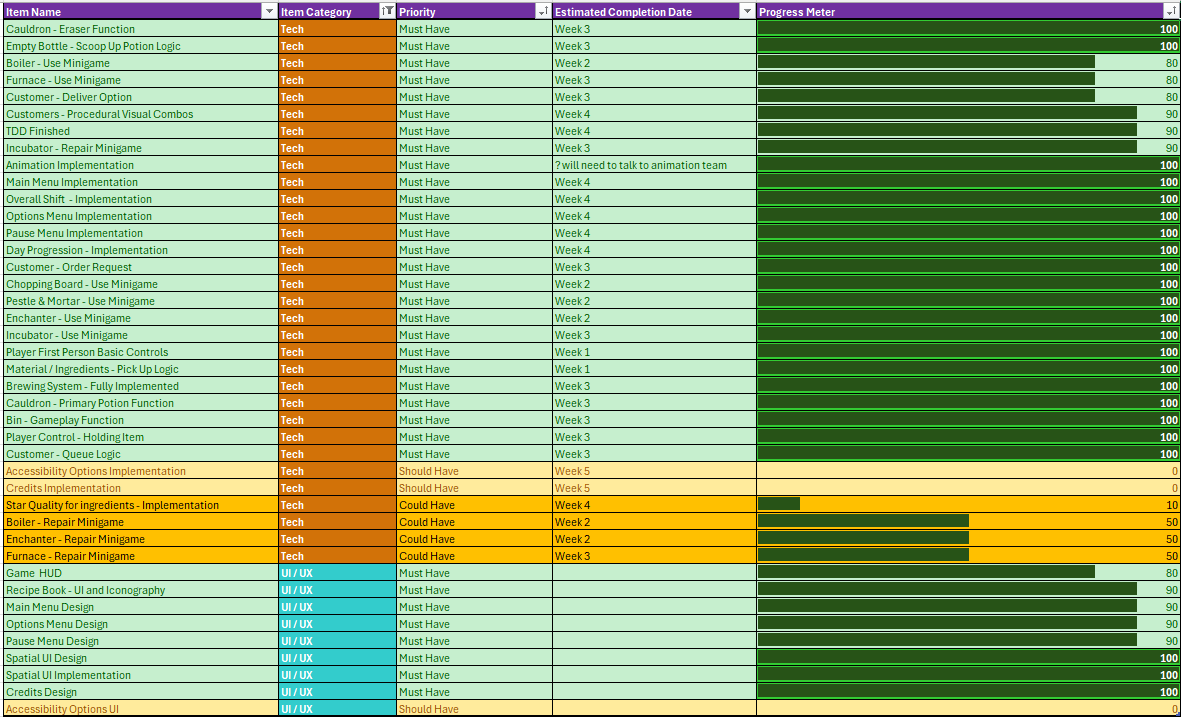 Item Name Item Category Priority Estimated Completion Date Progress Meter
Cauldron - Eraser Function Tech Must Have Week 3 100
Empty Bottle - Scoop Up Potion Logic Tech Must Have Week 3 100
Boiler - Use Minigame Tech Must Have Week 2 80
Furnace - Use Minigame Tech Must Have Week 3 80
Customer - Deliver Option Tech Must Have Week 3 80
Customers - Procedural Visual Combos Tech Must Have Week 4 90
TDD Finished Tech Must Have Week 4 90
Incubator - Repair Minigame Tech Must Have Week 3 90
Animation Implementation Tech Must Have ? will need to talk to animation team 100
Main Menu Implementation Tech Must Have Week 4 100
Overall Shift - Implementation Tech Must Have Week 4 100
Options Menu Implementation Tech Must Have Week 4 100
Pause Menu Implementation Tech Must Have Week 4 100
Day Progression - Implementation Tech Must Have Week 4 100
Customer - Order Request Tech Must Have Week 3 100
Chopping Board - Use Minigame Tech Must Have Week 2 100
Pestle & Mortar - Use Minigame Tech Must Have Week 2 100
Enchanter - Use Minigame Tech Must Have Week 2 100
Incubator - Use Minigame Tech Must Have Week 3 100
Player First Person Basic Controls Tech Must Have Week 1 100
Material / Ingredients - Pick Up Logic Tech Must Have Week 1 100
Brewing System - Fully Implemented Tech Must Have Week 3 100
Cauldron - Primary Potion Function Tech Must Have Week 3 100
Bin - Gameplay Function Tech Must Have Week 3 100
Player Control - Holding Item Tech Must Have Week 3 100
Customer - Queue Logic Tech Must Have Week 3 100
Accessibility Options Implementation Tech Should Have Week 5 0
Credits Implementation Tech Should Have Week 5 0
Star Quality for ingredients - Implementation Tech Could Have Week 4 10
Boiler - Repair Minigame Tech Could Have Week 2 50
Enchanter - Repair Minigame Tech Could Have Week 2 50
Furnace - Repair Minigame Tech Could Have Week 3 50
Game HUD UI / UX Must Have 80
Recipe Book - UI and Iconography UI / UX Must Have 90
Main Menu Design UI / UX Must Have 90
Options Menu Design UI / UX Must Have 90
Pause Menu Design UI / UX Must Have 90
Spatial UI Design UI / UX Must Have 100
Spatial UI Implementation UI / UX Must Have 100
Credits Design UI / UX Must Have 100
Accessibility Options UI UI / UX Should Have 0